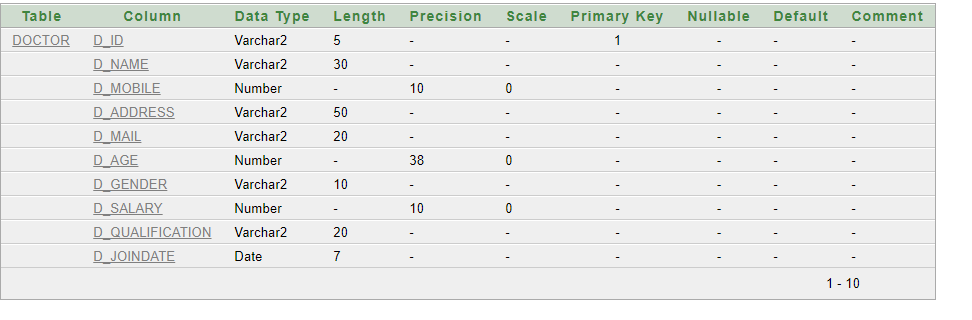 Table Column Data Type Length Precision Scale Primary Key Nullable Default Comment
DOCTOR D_ID Varchar2 5 - - 1 - - -
D_NAME Varchar2 30 - - - - - -
D_MOBILE Number - 10 0 - - - -
D_ADDRESS Varchar2 50 - - - - - -
D_MAIL Varchar2 20 - - - - - -
D_AGE Number - 38 0 - - - -
D_GENDER Varchar2 10 - - - - - -
D_SALARY Number - 10 0 - - - -
D_QUALIFICATION Varchar2 20 - - - - - -
D_JOINDATE Date 7 - - - - - -
1 - 10